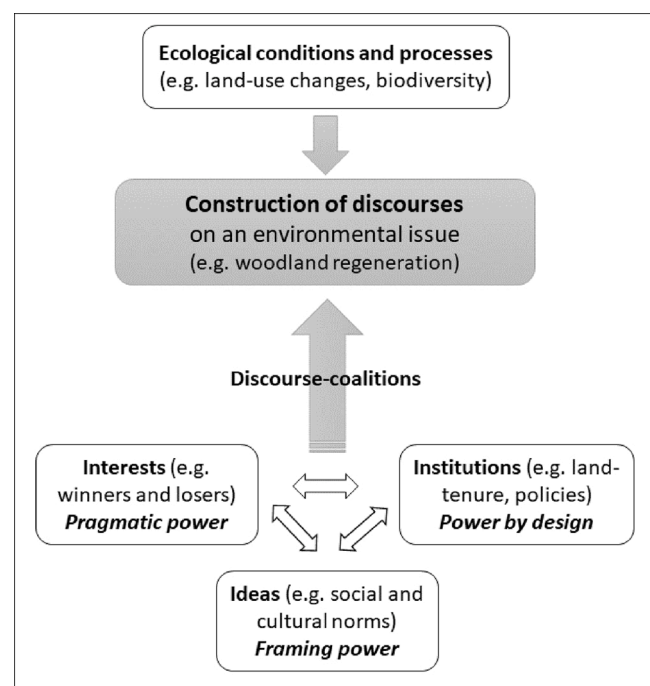 Ecological conditions and processes
(e.g. land-use changes, biodiversity)
Construction of discourses
on an environmental issue
(e.g. woodland regeneration)
Discourse-coalitions
Interests (e.g.
winners and losers)
Pragmatic power
Institutions (e.g. land-
tenure, policies)
Power by design
Ideas (e.g. social and
cultural norms)
Framing power